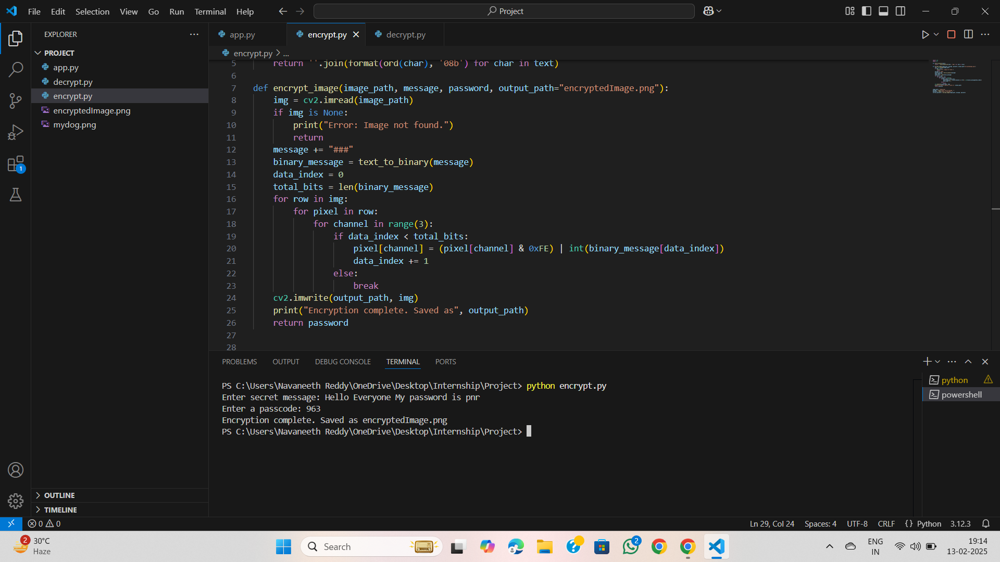 File Edit Selection View Go Run Terminal Help
Project
EXPLORER
PROJECT
app.py
decrypt.py
encrypt.py
encryptedImage.png
mydog.png
OUTLINE
TIMELINE
1
app.py encrypt.py decrypt.py
encrypt.py > ...
5 return ''.join(format(ord(char), '08b') for char in text)
6
7 def encrypt_image(image_path, message, password, output_path="encryptedImage.png"):
8 img = cv2.imread(image_path)
9 if img is None:
10 print("Error: Image not found.")
11 return
12 message += "###"
13 binary_message = text_to_binary(message)
14 data_index = 0
15 total_bits = len(binary_message)
16 for row in img:
17 for pixel in row:
18 for channel in range(3):
19 if data_index < total_bits:
20 pixel[channel] = (pixel[channel] & 0xFE) | int(binary_message[data_index])
21 data_index += 1
22 else:
23 break
24 cv2.imwrite(output_path, img)
25 print("Encryption complete. Saved as", output_path)
26 return password
27
28
PROBLEMS OUTPUT DEBUG CONSOLE TERMINAL PORTS
PS C:\Users\Navaneeth Reddy\OneDrive\Desktop\Internship\Project> python encrypt.py
Enter secret message: Hello Everyone My password is pnr
Enter a passcode: 963
Encryption complete. Saved as encryptedImage.png
PS C:\Users\Navaneeth Reddy\OneDrive\Desktop\Internship\Project>
python
powershell
0 0
Ln 29, Col 24 Spaces: 4 UTF-8 CRLF {} Python 3.12.3
2
30°C
Haze
Search
2
ENG
IN
19:14
13-02-2025